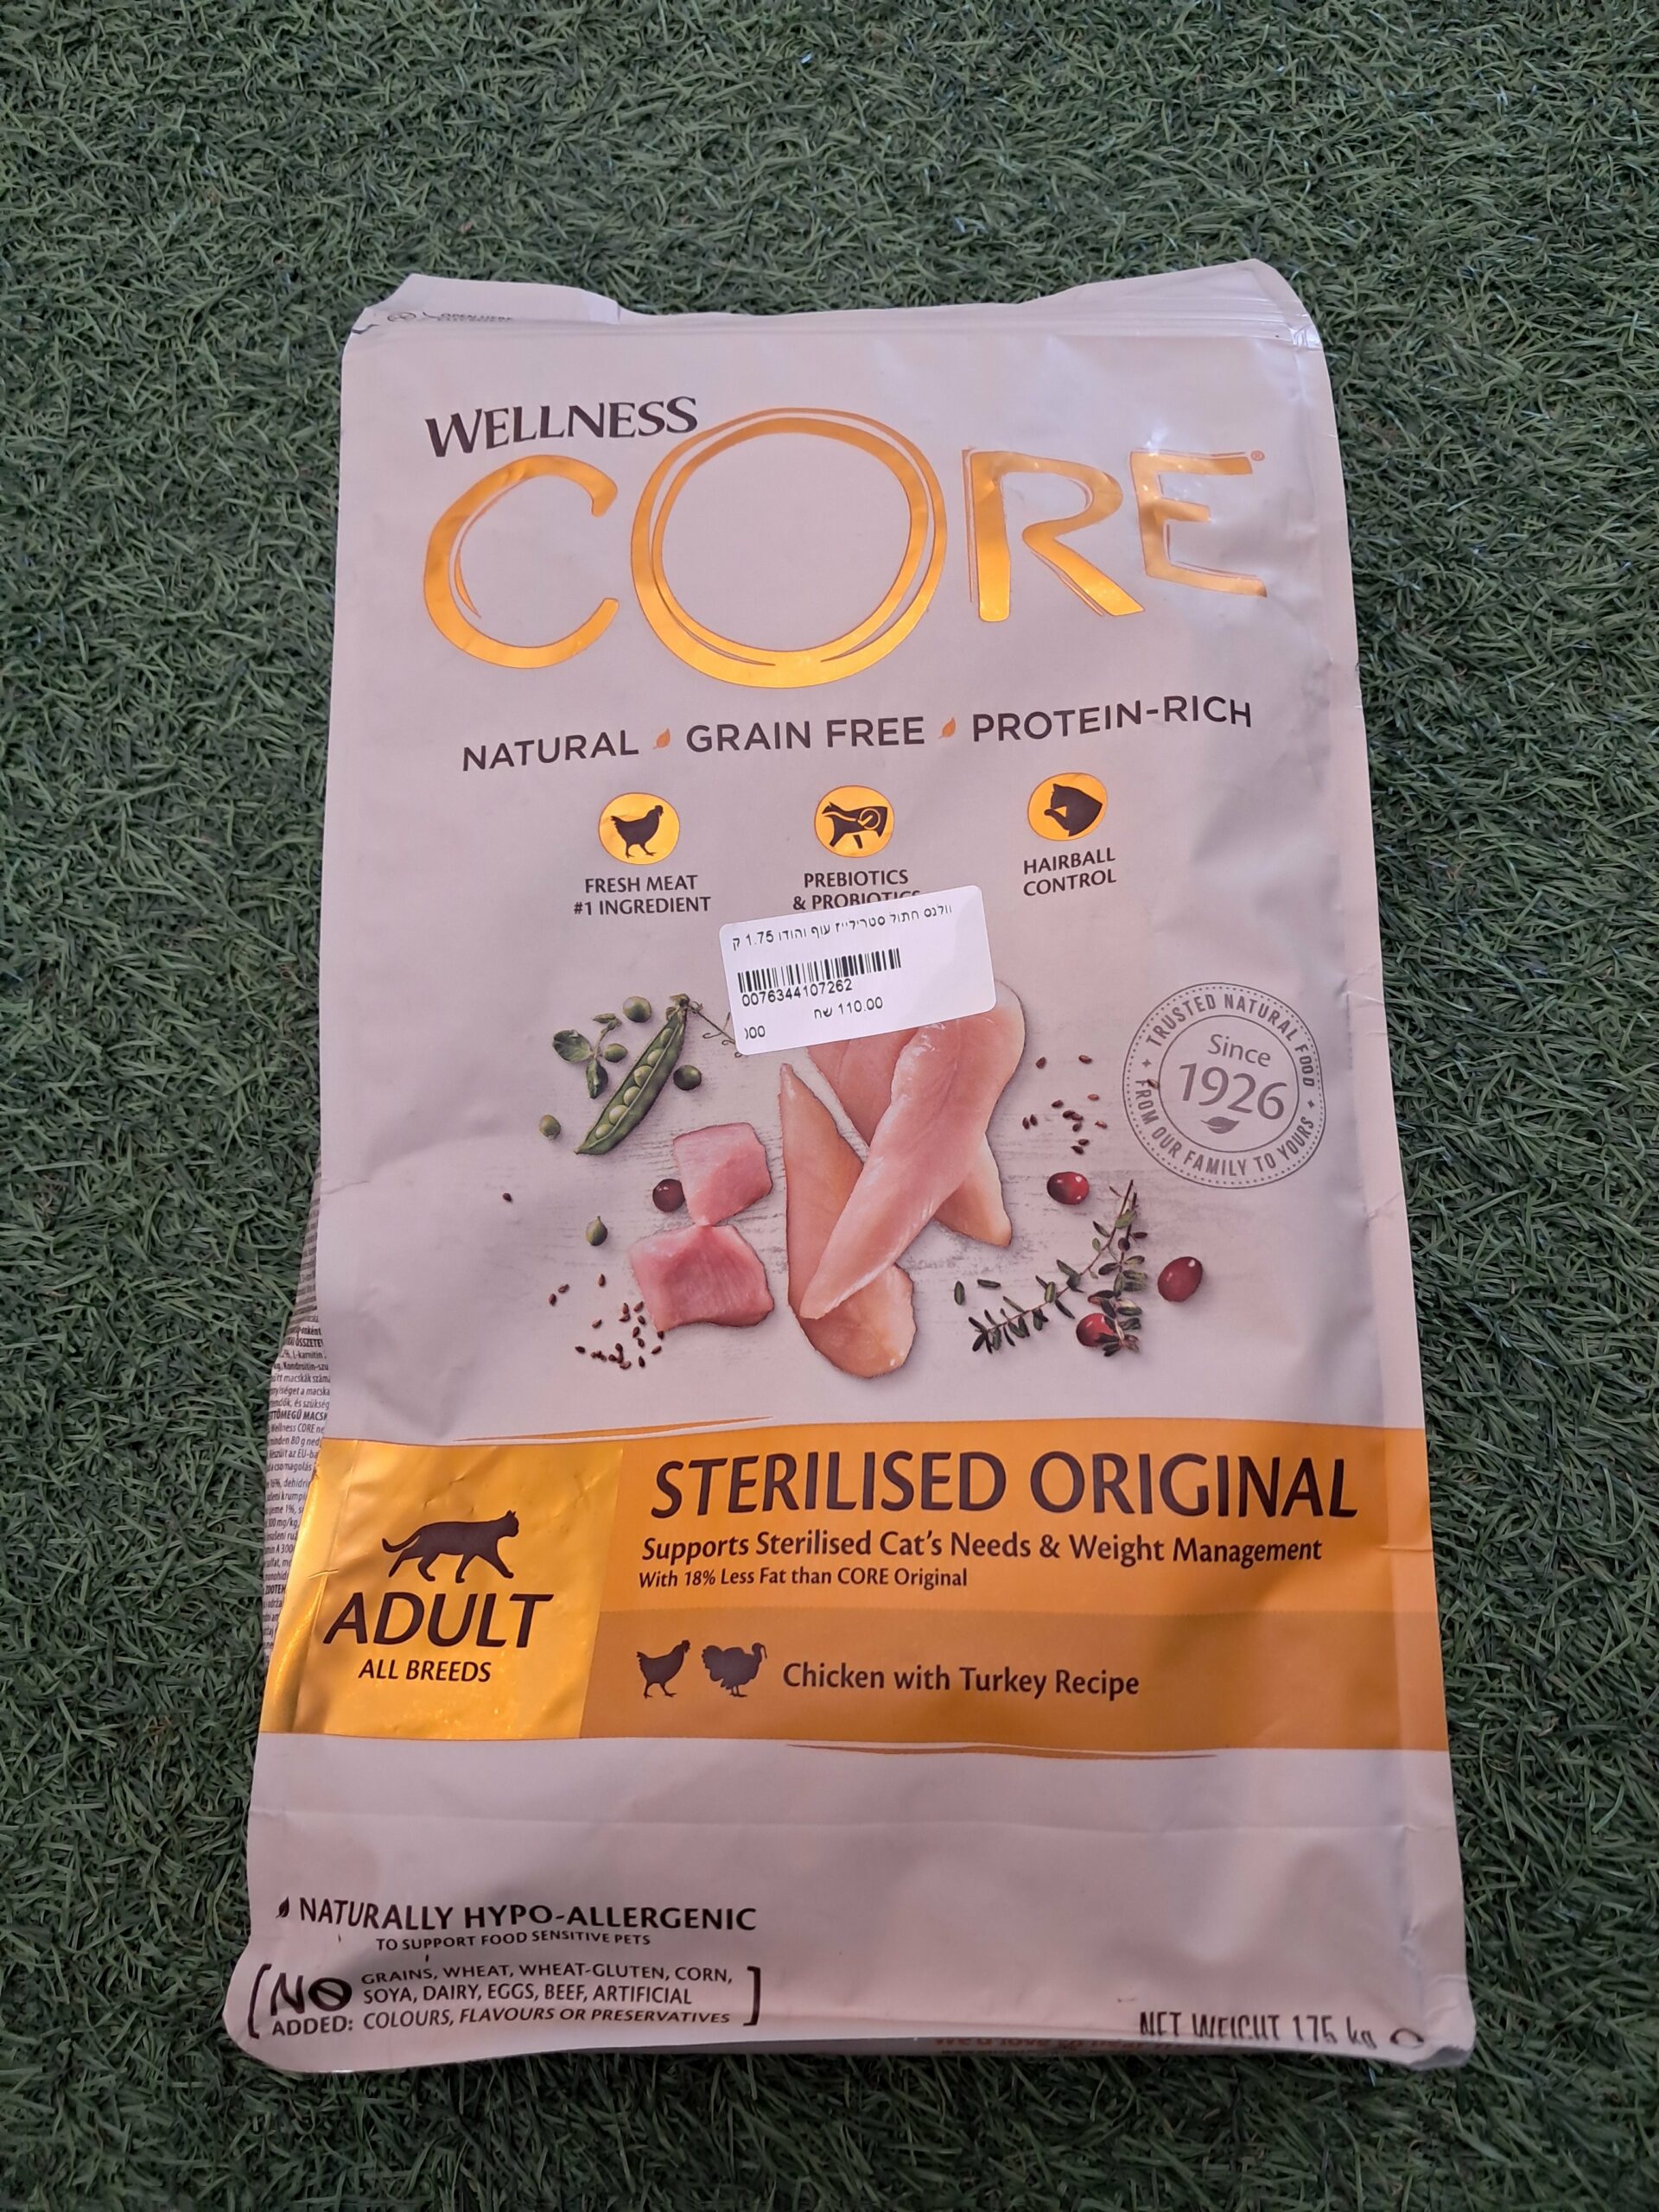 WELLNESS
CORE®
NATURAL GRAIN FREE PROTEIN-RICH
FRESH MEAT
#1 INGREDIENT
PREBIOTICS
& PROBIOTICS
HAIRBALL
CONTROL
וולנס חתול סטרילייז עוף והודו 1.75 ק
0076344107262
110.00 שח
TRUSTED NATURAL FOOD
Since
1926
FROM OUR FAMILY TO YOURS
STERILISED ORIGINAL
Supports Sterilised Cat's Needs & Weight Management
With 18% Less Fat than CORE Original
ADULT
ALL BREEDS
Chicken with Turkey Recipe
NATURALLY HYPO-ALLERGENIC
TO SUPPORT FOOD SENSITIVE PETS
NO
ADDED:
GRAINS, WHEAT, WHEAT-GLUTEN, CORN,
SOYA, DAIRY, EGGS, BEEF, ARTIFICIAL
COLOURS, FLAVOURS OR PRESERVATIVES
NET WEIGHT 1.75 kg